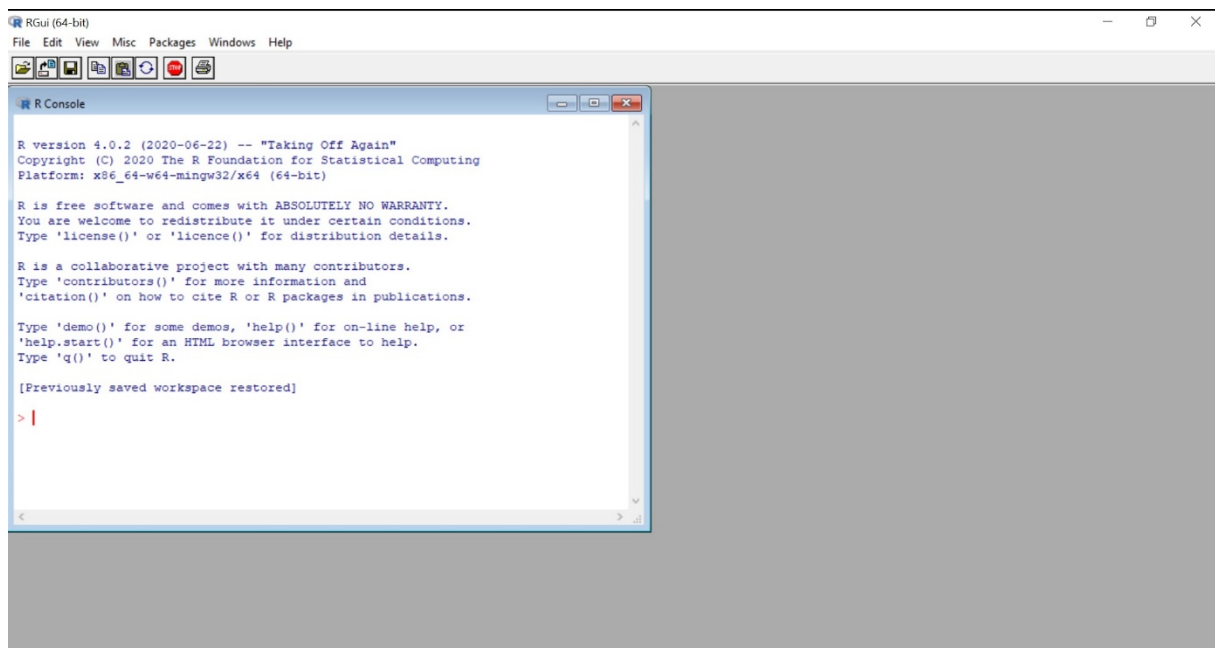 RGui (64-bit)
File Edit View Misc Packages Windows Help
STOP
R Console
R version 4.0.2 (2020-06-22) -- "Taking Off Again"
Copyright (C) 2020 The R Foundation for Statistical Computing
Platform: x86_64-w64-mingw32/x64 (64-bit)
R is free software and comes with ABSOLUTELY NO WARRANTY.
You are welcome to redistribute it under certain conditions.
Type 'license()' or 'licence()' for distribution details.
R is a collaborative project with many contributors.
Type 'contributors()' for more information and
'citation()' on how to cite R or R packages in publications.
Type 'demo()' for some demos, 'help()' for on-line help, or
'help.start()' for an HTML browser interface to help.
Type 'q()' to quit R.
[Previously saved workspace restored]
>